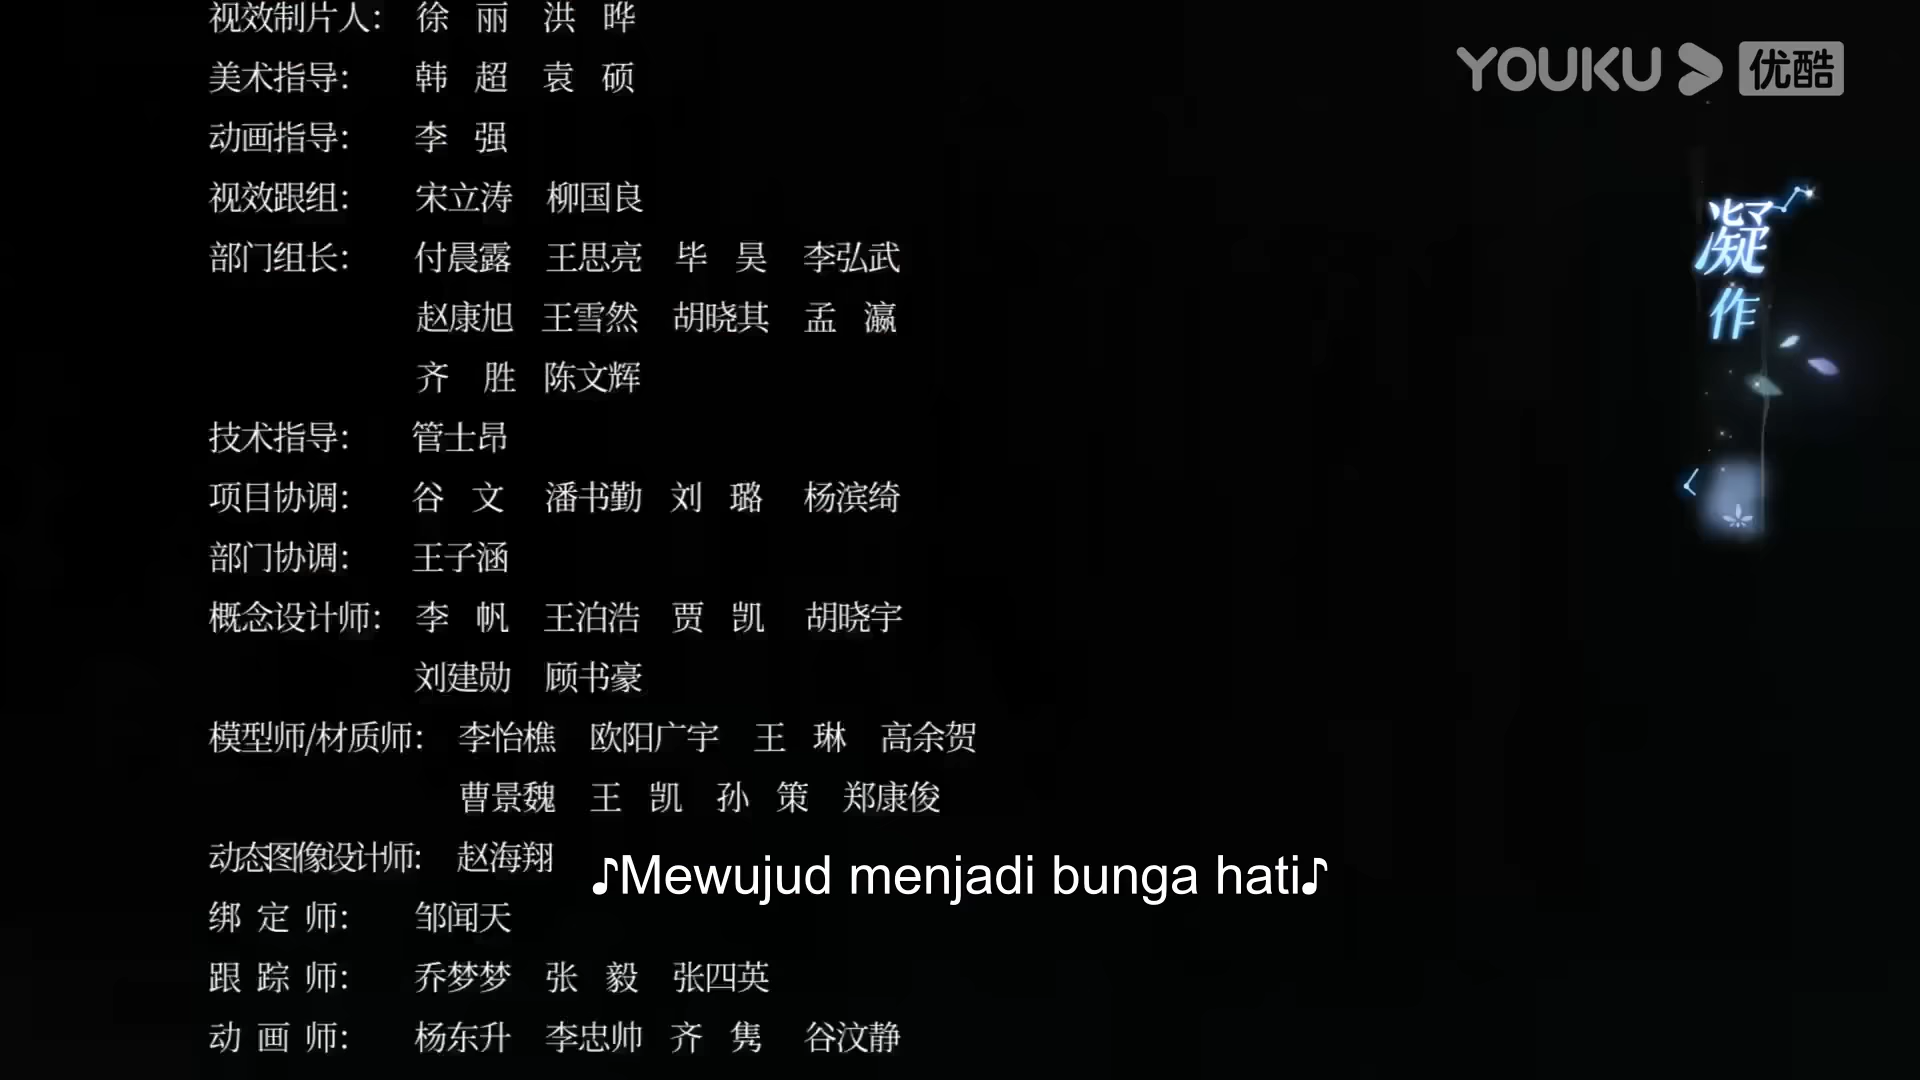 视效制片人： 徐 丽 洪 晔
美术指导： 韩 超 袁 硕
动画指导： 李 强
视效跟组： 宋立涛 柳国良
部门组长： 付晨露 王思亮 毕 昊 李弘武
赵康旭 王雪然 胡晓其 孟 瀛
齐 胜 陈文辉
技术指导： 管士昂
项目协调： 谷 文 潘书勤 刘 璐 杨滨绮
部门协调： 王子涵
概念设计师： 李 帆 王泊浩 贾 凯 胡晓宇
刘建勋 顾书豪
模型师/材质师： 李怡樵 欧阳广宇 王 琳 高余贺
曹景魏 王 凯 孙 策 郑康俊
动态图像设计师： 赵海翔
绑 定 师： 邹闻天
跟 踪 师： 乔梦梦 张 毅 张四英
动 画 师： 杨东升 李忠帅 齐 隽 谷汶静
♪Mewujud menjadi bunga hati♪
YOUKU 优酷
凝
作